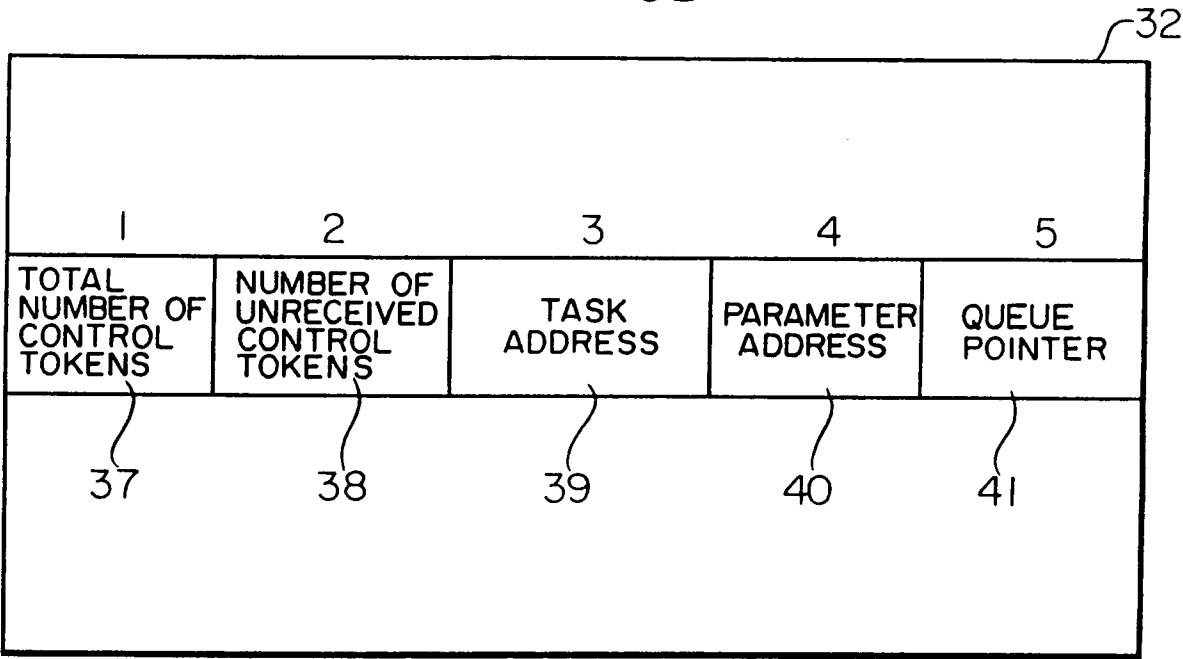 32
1 2 3 4 5
TOTAL
NUMBER OF
CONTROL
TOKENS
NUMBER OF
UNRECEIVED
CONTROL
TOKENS
TASK
ADDRESS
PARAMETER
ADDRESS
QUEUE
POINTER
37 38 39 40 41